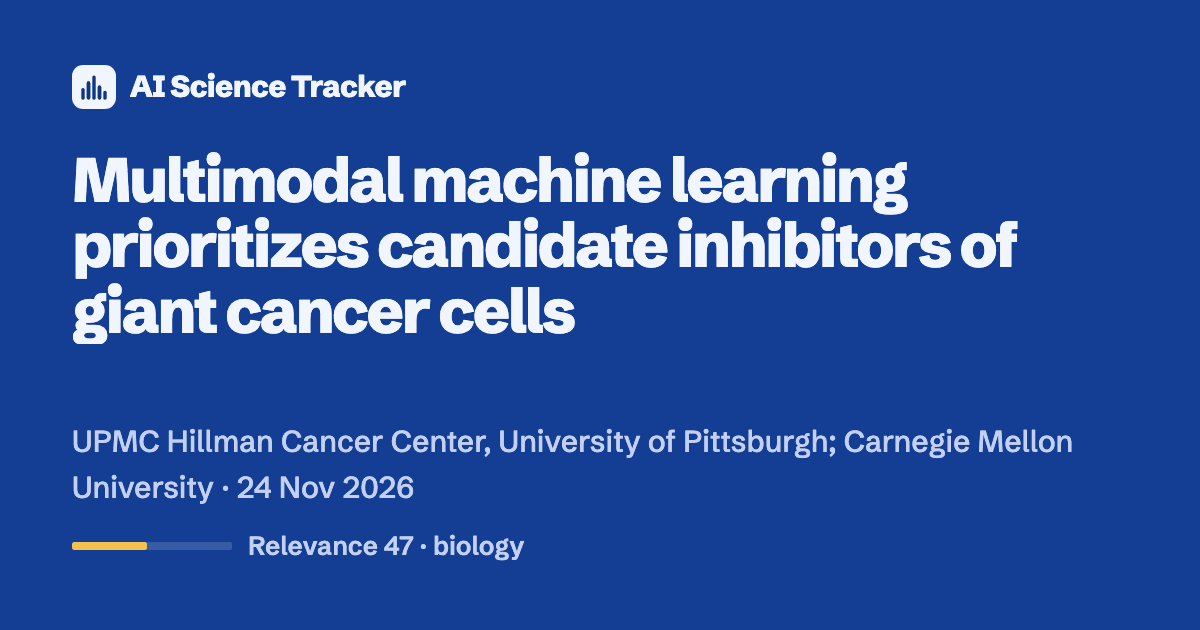 AI Science Tracker
Multimodal machine learning
prioritizes candidate inhibitors of
giant cancer cells
UPMC Hillman Cancer Center, University of Pittsburgh; Carnegie Mellon
University · 24 Nov 2026
Relevance 47 · biology